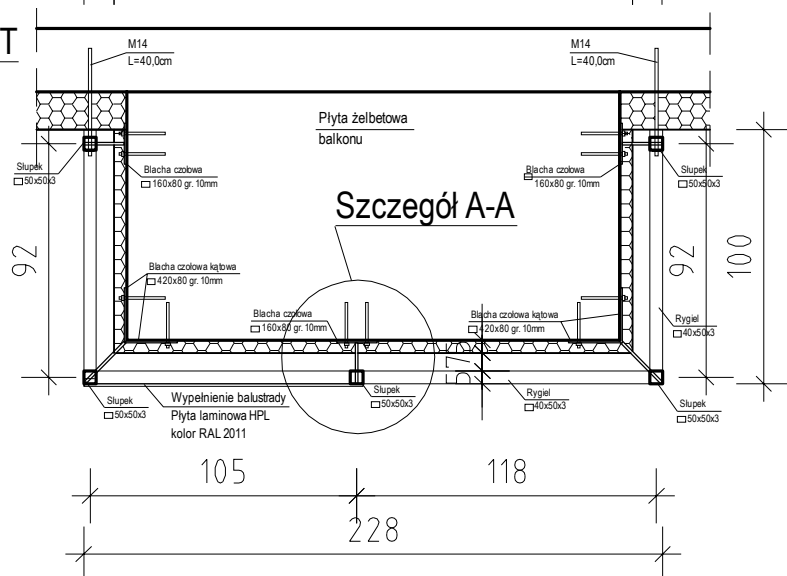 T
M14
L=40,0cm
M14
L=40,0cm
Płyta żelbetowa
balkonu
Słupek
50x50x3
Blacha czołowa
160x80 gr. 10mm
Blacha czołowa
160x80 gr. 10mm
Słupek
50x50x3
Szczegół A-A
92
92
100
Blacha czołowa kątowa
420x80 gr. 10mm
Blacha czołowa
160x80 gr. 10mm
Blacha czołowa kątowa
420x80 gr. 10mm
Rygiel
40x50x3
Słupek
50x50x3
Wypełnienie balustrady
Płyta laminowa HPL
kolor RAL 2011
Słupek
50x50x3
Rygiel
40x50x3
Słupek
50x50x3
105
118
228